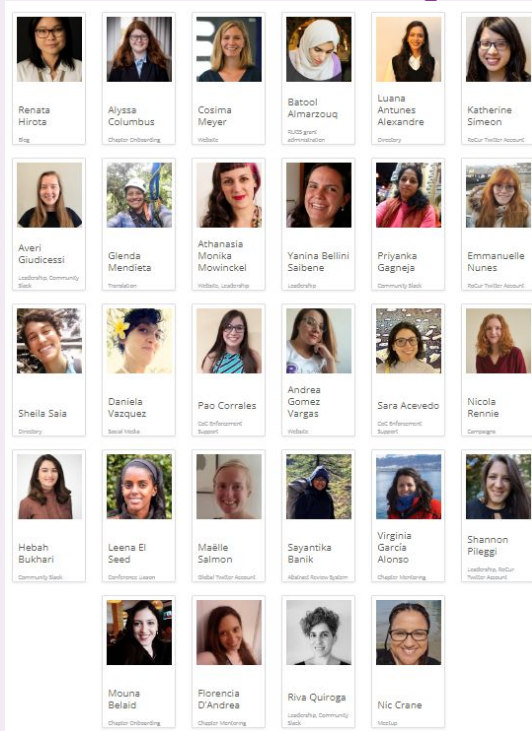 Renata
Hirota
Blog
Alyssa
Columbus
Chapter Onboarding
Cosima
Meyer
Website
Batool
Almarzouq
RUGS grant
administration
Luana
Antunes
Alexandre
Directory
Katherine
Simeon
RoCur Twitter Account
Averi
Giudicessi
Leadership, Community
Slack
Glenda
Mendieta
Translation
Athanasia
Monika
Mowinckel
Website, Leadership
Yanina Bellini
Saibene
Leadership
Priyanka
Gagneja
Community Slack
Emmanuelle
Nunes
RoCur Twitter Account
Sheila Saia
Directory
Daniela
Vazquez
Social Media
Pao Corrales
CoC Enforcement
Support
Andrea
Gomez
Vargas
Website
Sara Acevedo
CoC Enforcement
Support
Nicola
Rennie
Campaigns
Hebah
Bukhari
Community Slack
Leena El
Seed
Conference Liason
Maëlle
Salmon
Global Twitter Account
Sayantika
Banik
Abstract Review System
Virginia
García
Alonso
Chapter Mentoring
Shannon
Pileggi
Leadership, RoCur
Twitter Account
Mouna
Belaid
Chapter Onboarding
Florencia
D'Andrea
Chapter Mentoring
Riva Quiroga
Leadership, Community
Slack
Nic Crane
Meetup